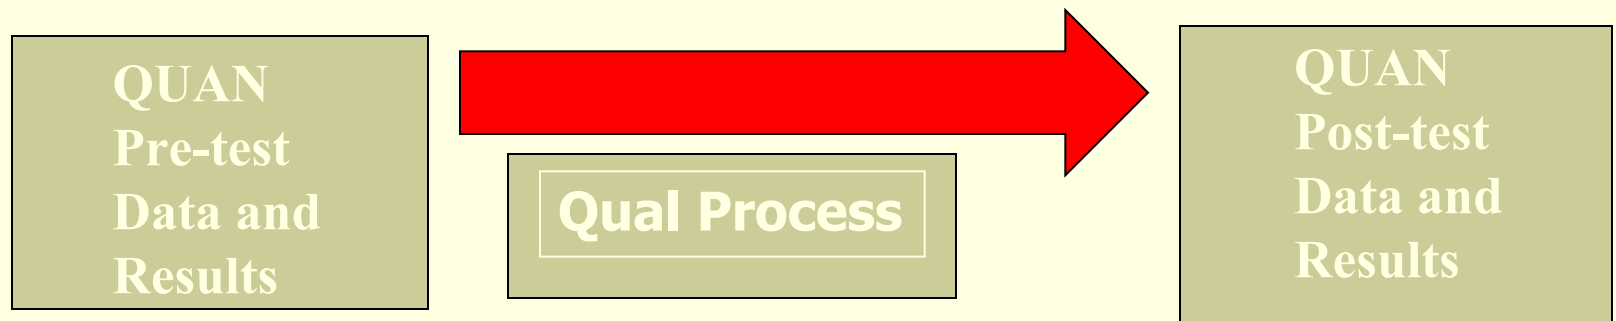 QUAN
Pre-test
Data and
Results
Qual Process
QUAN
Post-test
Data and
Results